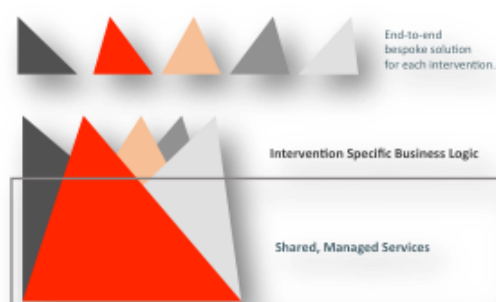 End-to-end
bespoke solution
for each intervention.
Intervention Specific Business Logic
Shared, Managed Services